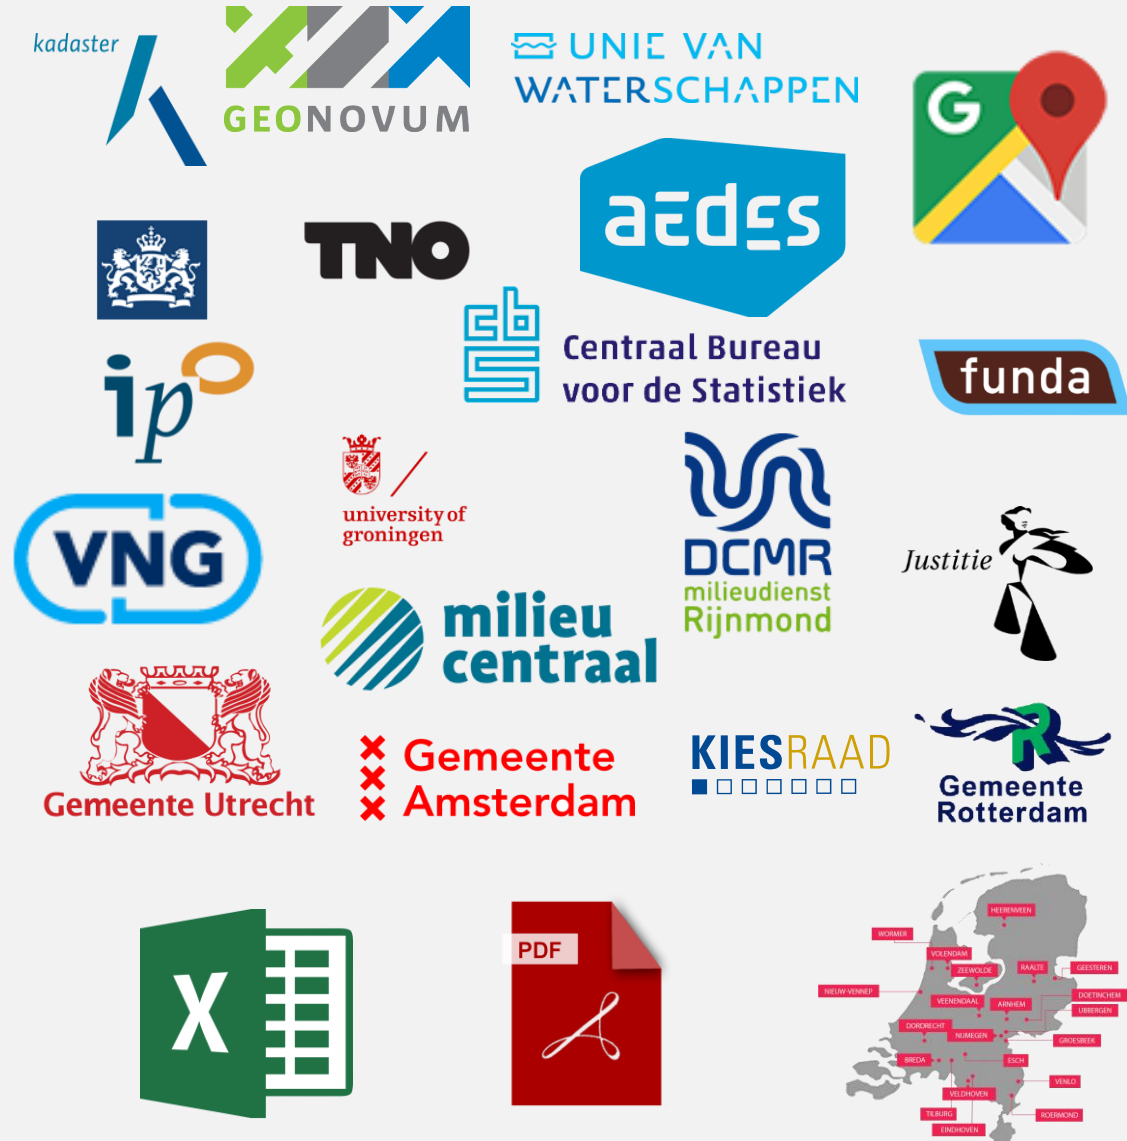 kadaster
GEONOVUM
UNIE VAN
WATERSCHAPPEN
G
aedes
TNO
cbs
Centraal Bureau
voor de Statistiek
ipo
funda
university of
groningen
VNG
DCMR
milieudienst
Rijnmond
Justitie
milieu
centraal
Gemeente Utrecht
Gemeente
Amsterdam
KIESRAAD
R
Gemeente
Rotterdam
X
PDF
HEERENVEEN
WORMER
VOLENDAM
ZEEWOLDE
RAALTE
GEESTEREN
NIEUW-VENNEP
VEENENDAAL
ARNHEM
DOETINCHEM
UBBERGEN
DORDRECHT
NIJMEGEN
GROESBEEK
BREDA
ESCH
VENLO
VELDHOVEN
TILBURG
ROERMOND
EINDHOVEN